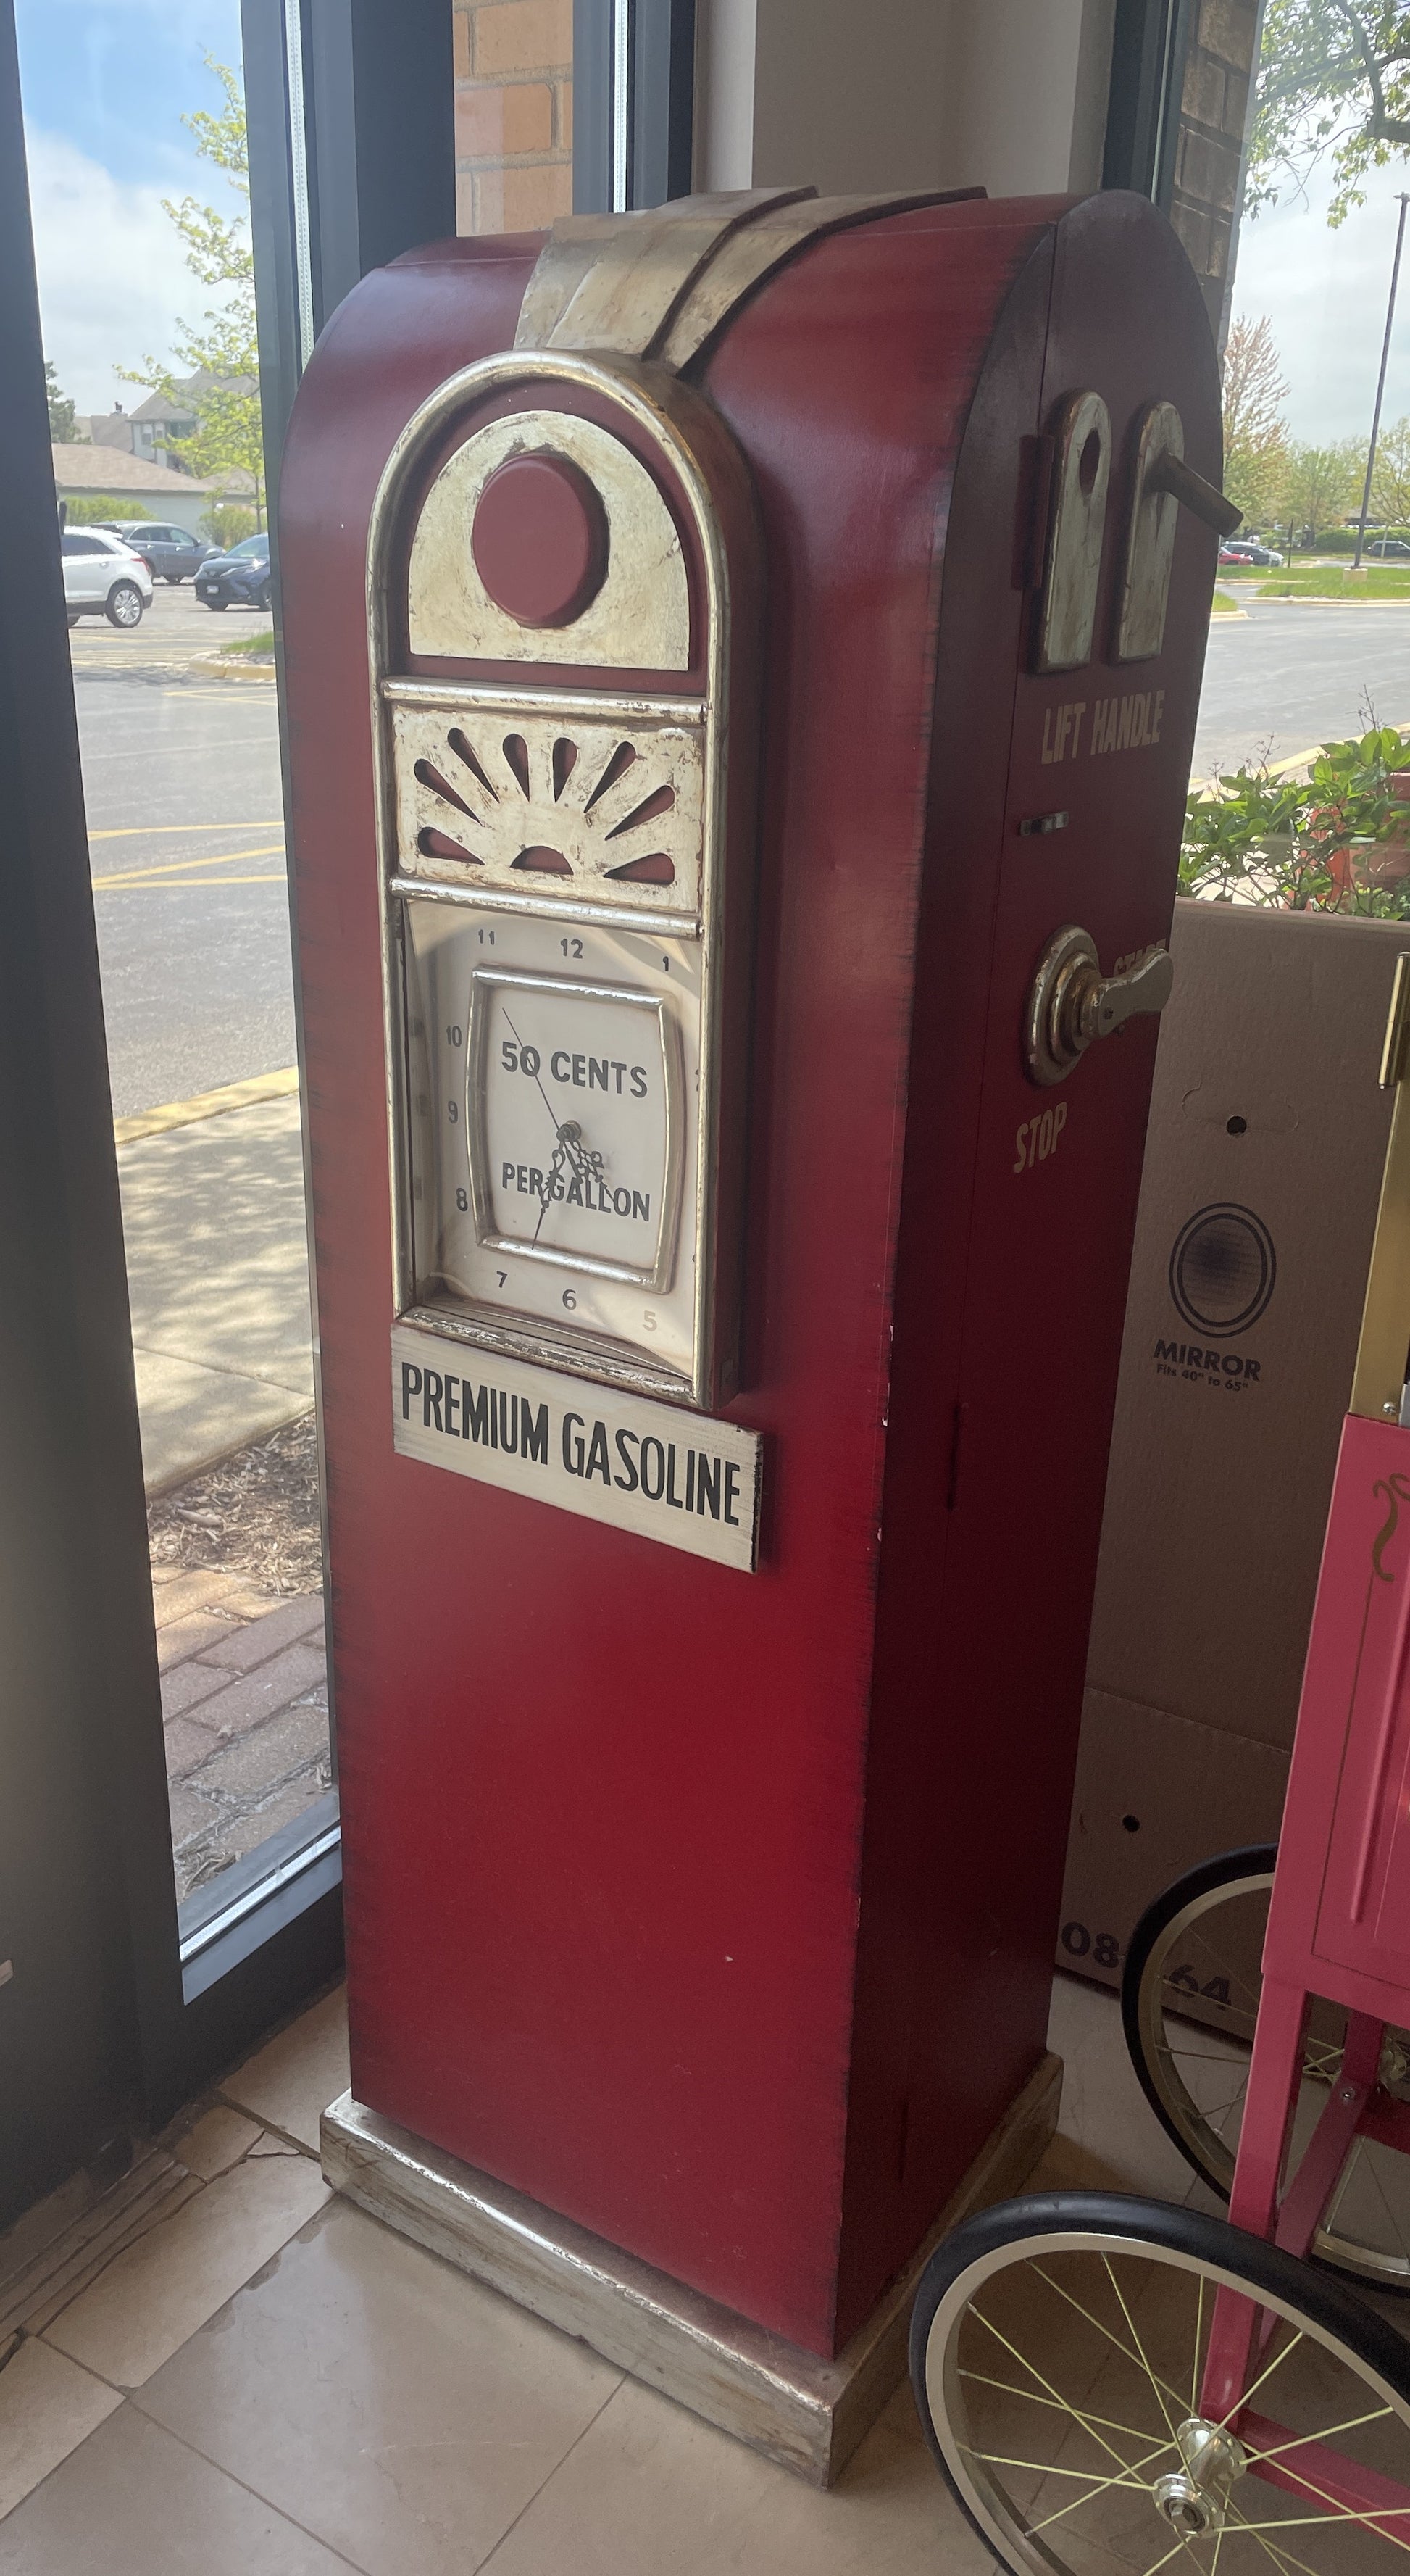 LIFT HANDLE
11 12 1
10
50 CENTS
9
PER GALLON
8
7 6 5
STOP
PREMIUM GASOLINE
MIRROR
Fits 40" to 65"
64